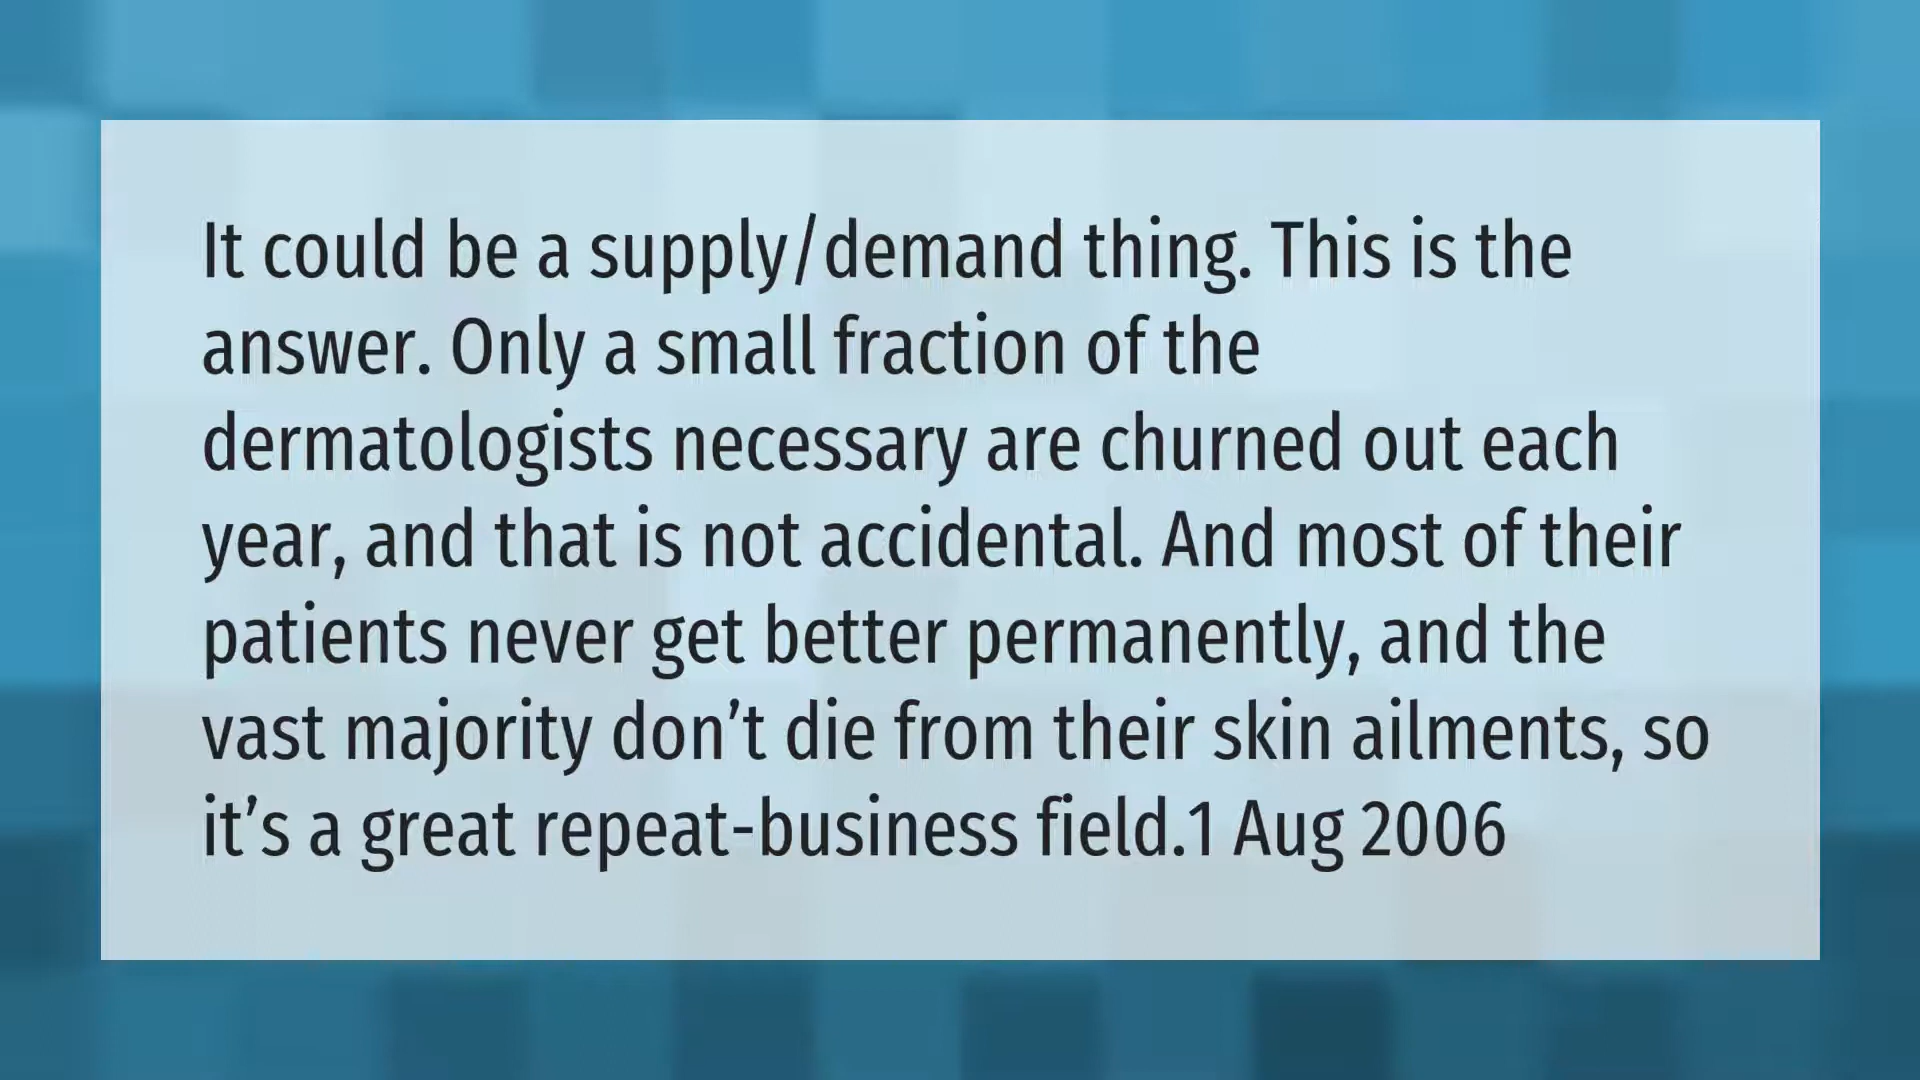 It could be a supply/demand thing. This is the
answer. Only a small fraction of the
dermatologists necessary are churned out each
year, and that is not accidental. And most of their
patients never get better permanently, and the
vast majority don’t die from their skin ailments, so
it’s a great repeat-business field.1 Aug 2006